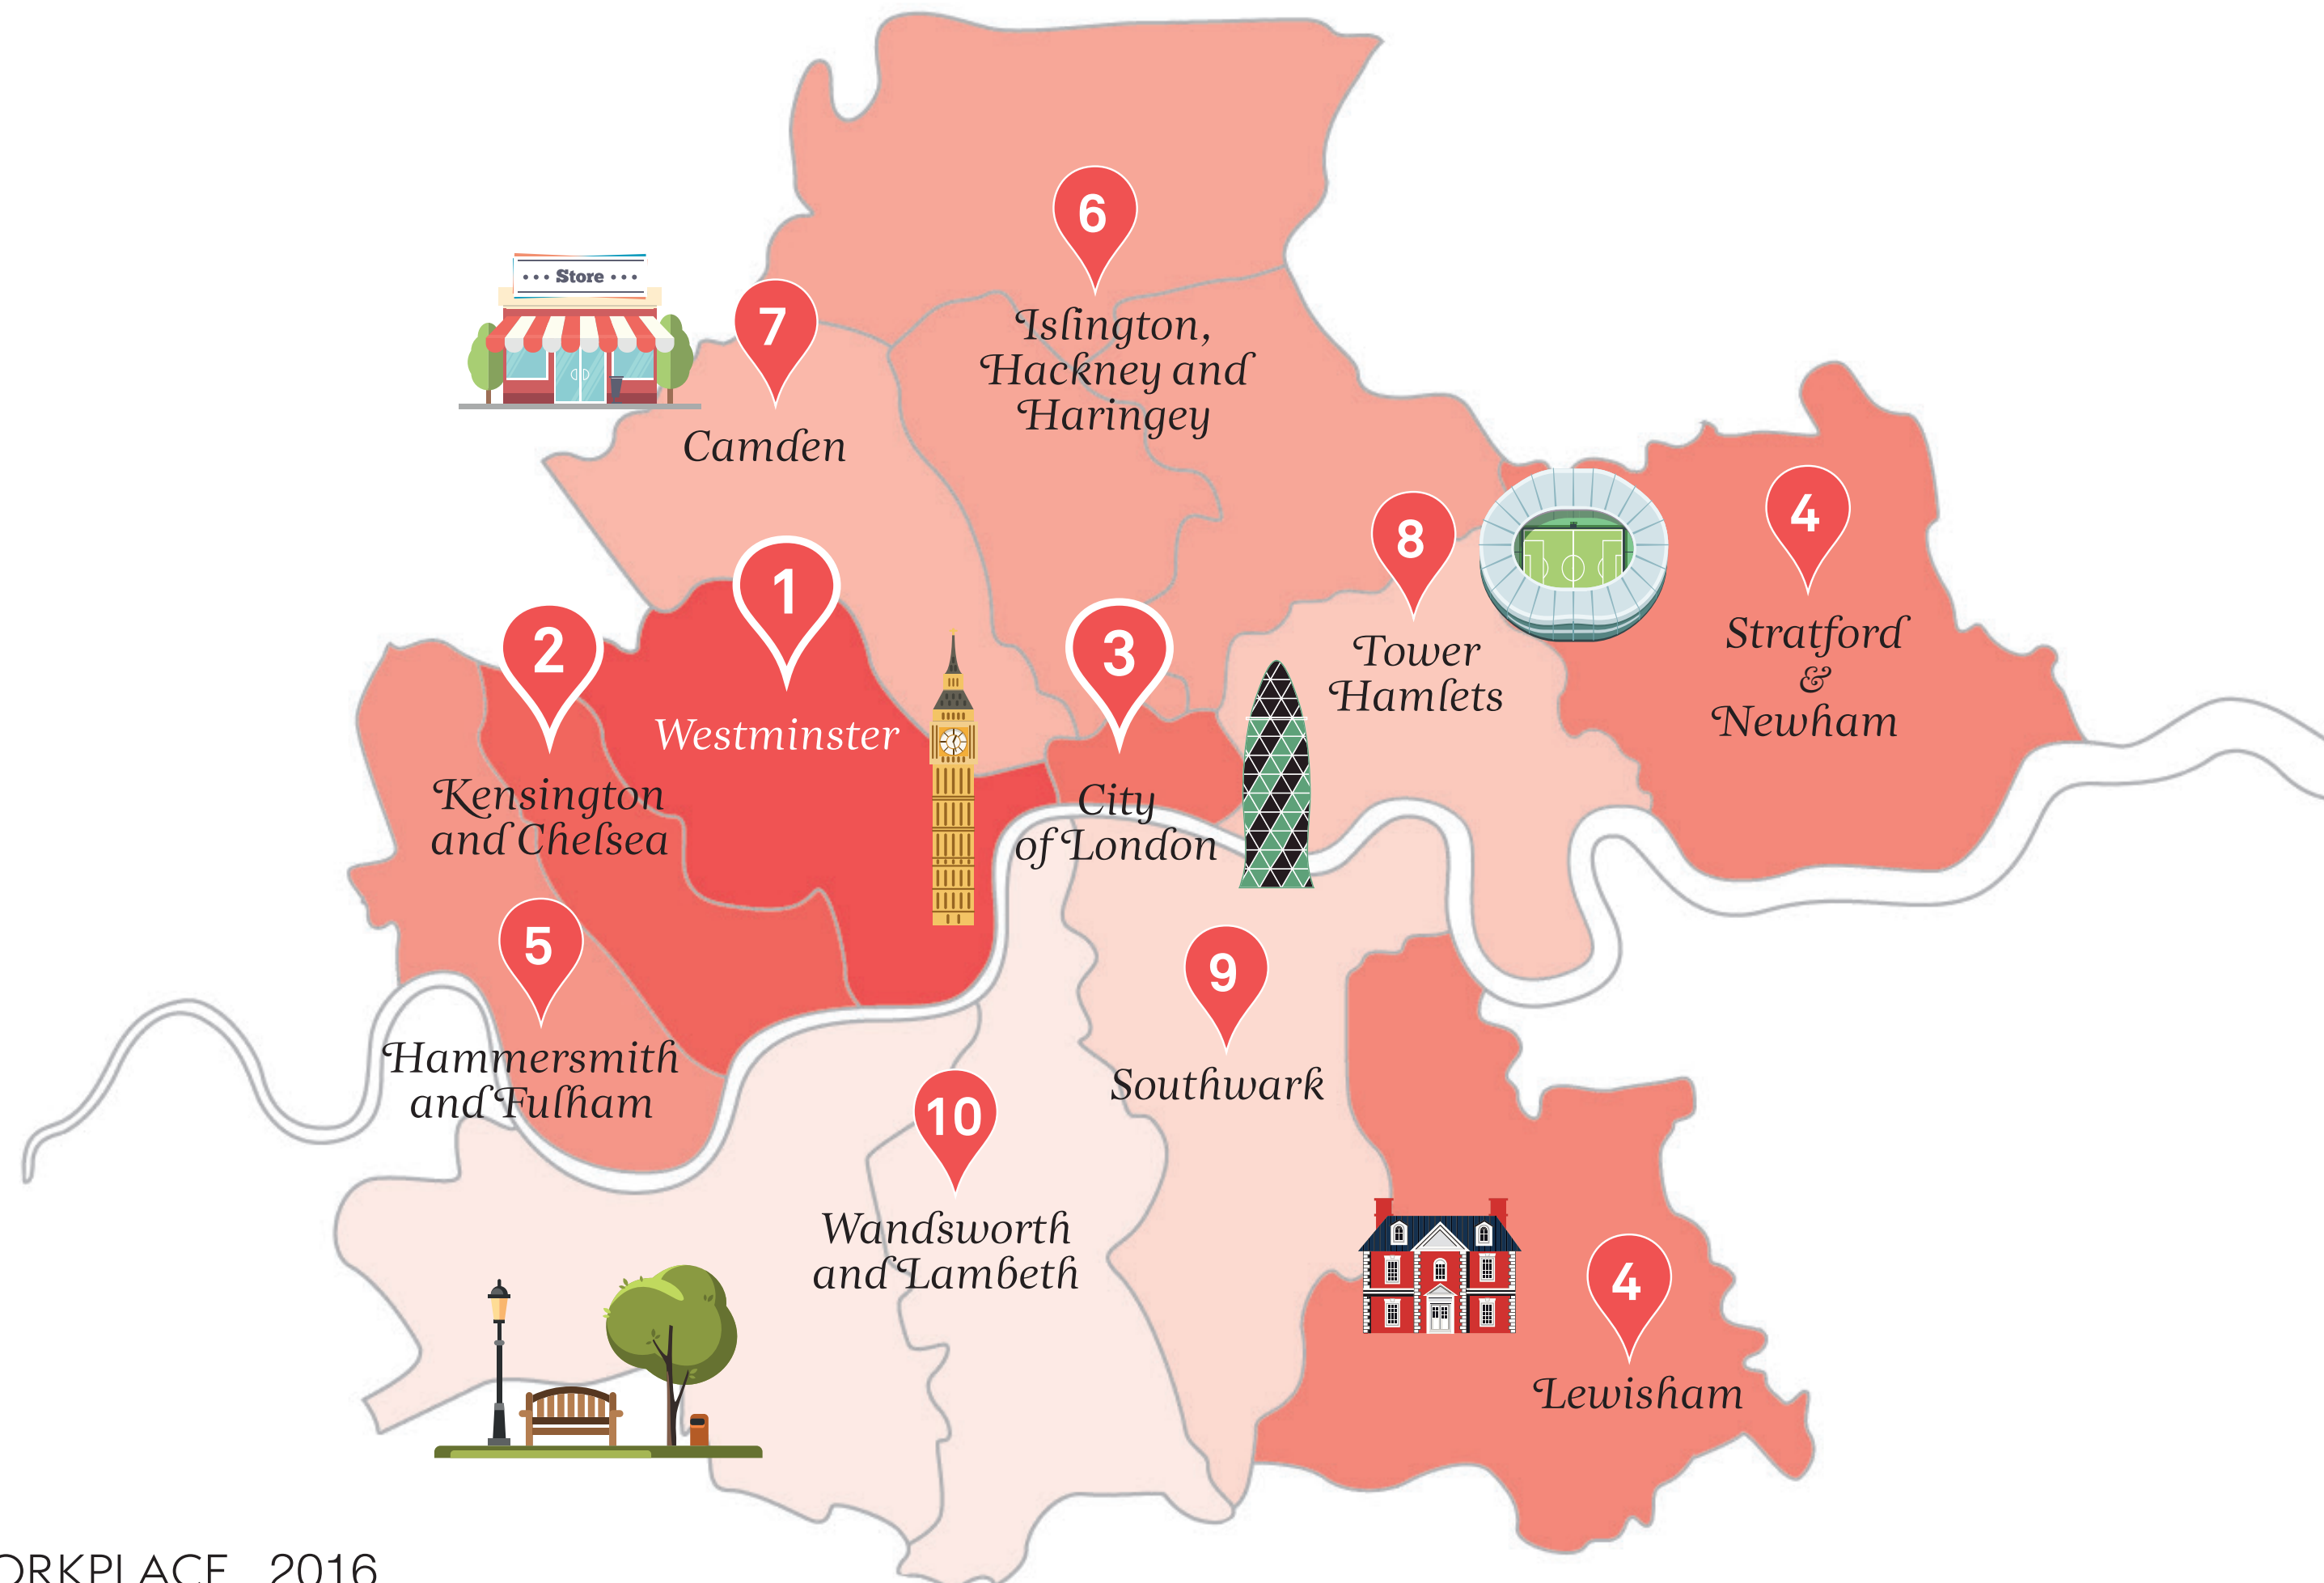 6
Islington,
Hackney and
Haringey
••• Store •••
7
Camden
4
Stratford
&
Newham
8
Tower
Hamlets
1
Westminster
2
Kensington
and Chelsea
3
City
of London
5
Hammersmith
and Fulham
9
Southwark
10
Wandsworth
and Lambeth
4
Lewisham
ORKPLACE 2016